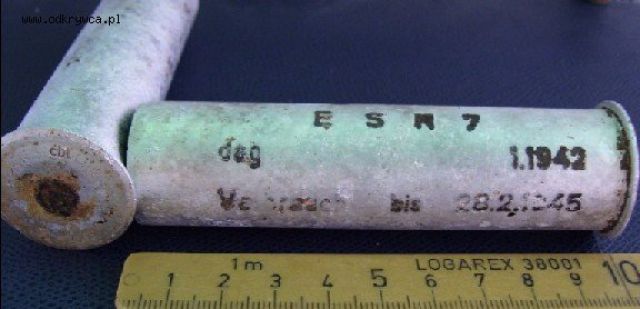 www.odkrywca.pl
E S N 7
dag 1.1942
bis 28.2.1945
1m LOGAREX 38001
1 2 3 4 5 6 7 8 9 10